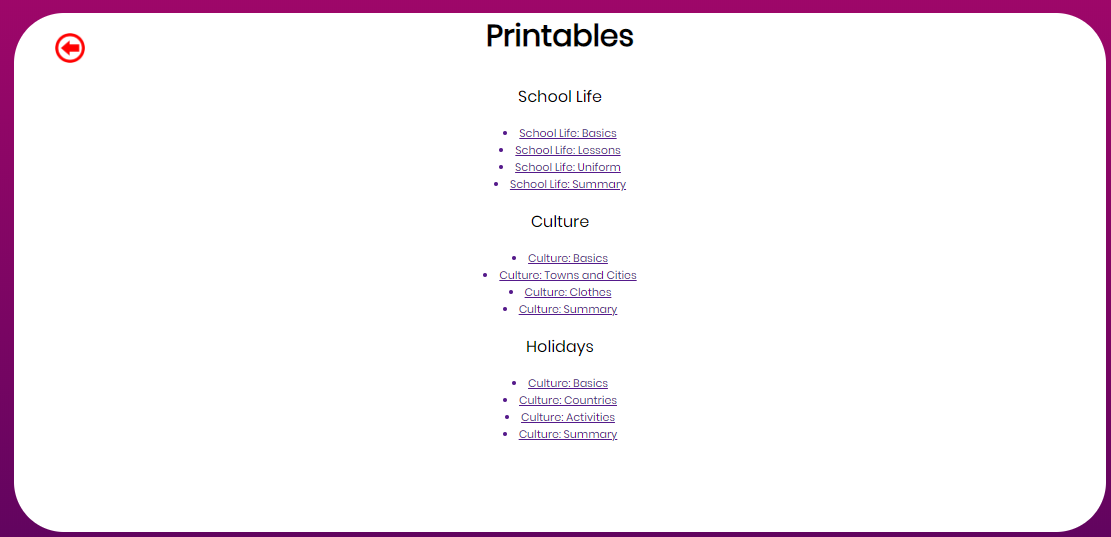 Printables
School Life
School Life: Basics
School Life: Lessons
School Life: Uniform
School Life: Summary
Culture
Culture: Basics
Culture: Towns and Cities
Culture: Clothes
Culture: Summary
Holidays
Culture: Basics
Culture: Countries
Culture: Activities
Culture: Summary